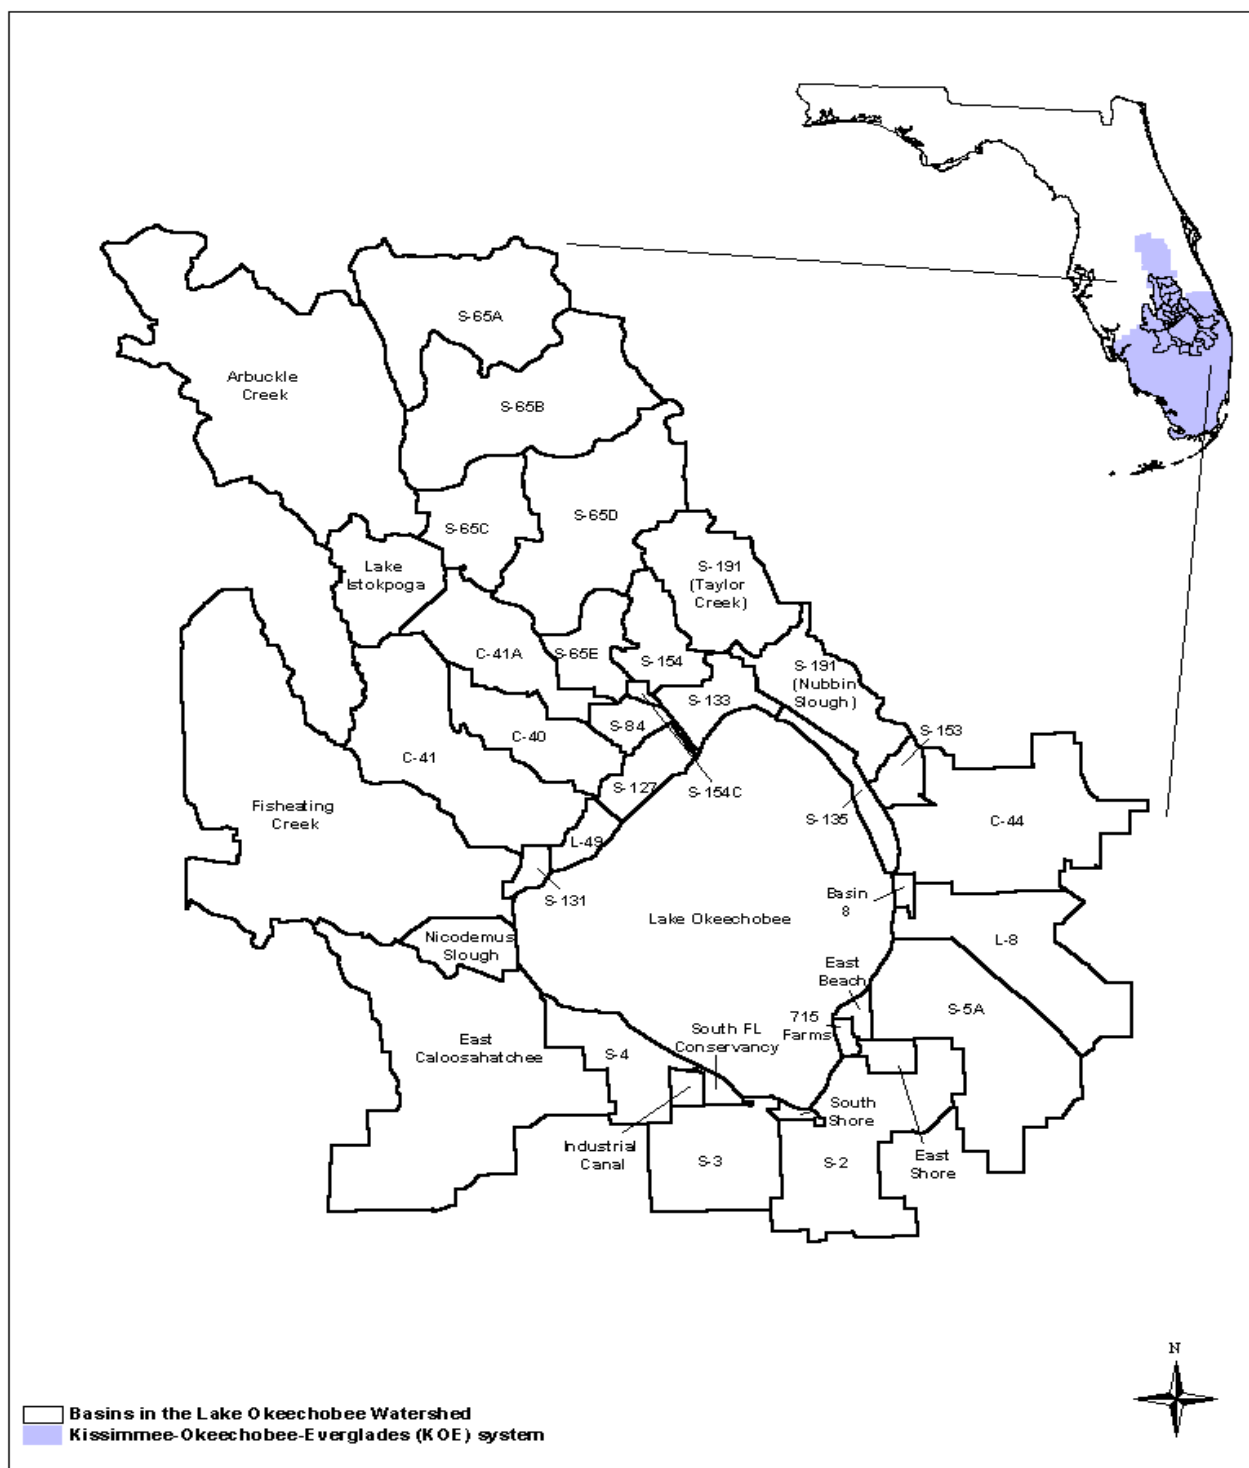 S-65A
Arbuckle
Creek
S-65B
S-65C
S-65D
Lake
Istokpoga
S-191
(Taylor
Creek)
C-41A
S-65E
S-154
S-191
(Nubbin
Slough)
S-133
S-84
S-153
C-40
C-41
S-127
S-154C
Fisheating
Creek
S-135
C-44
L-49
S-131
Basin
8
Lake Okeechobee
Nicodemus
Slough
L-8
East
Beach
S-5A
715
Farms
South FL
Conservancy
East
Caloosahatchee
S-4
South
Shore
Industrial
Canal
S-3
S-2
East
Shore
N
Basins in the Lake Okeechobee Watershed
Kissimmee-Okeechobee-Everglades (KOE) system